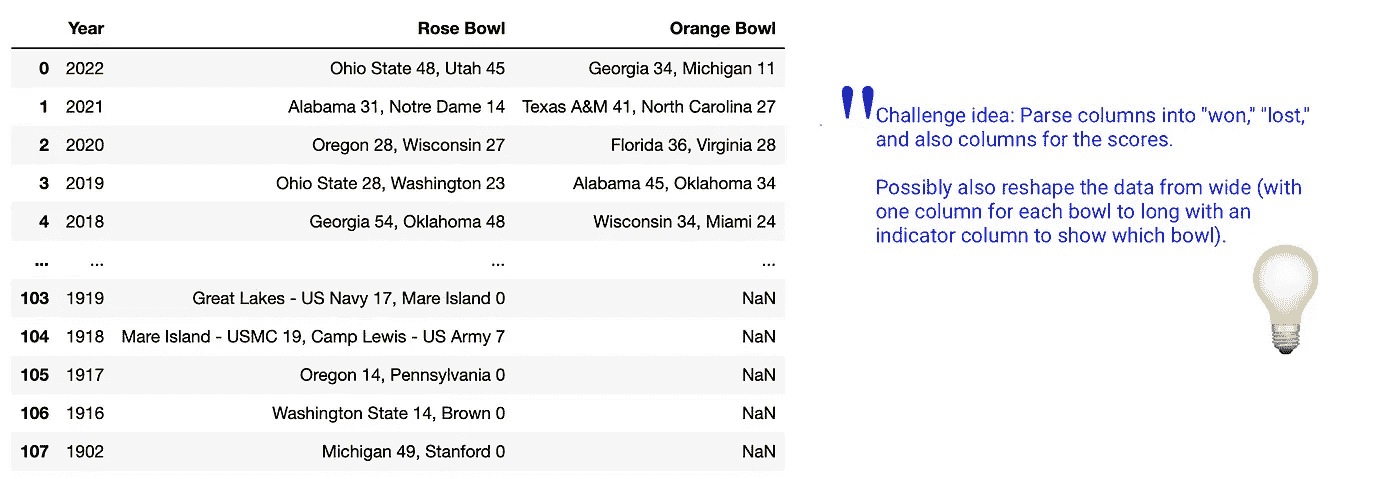 Year Rose Bowl Orange Bowl
0 2022 Ohio State 48, Utah 45 Georgia 34, Michigan 11
1 2021 Alabama 31, Notre Dame 14 Texas A&M 41, North Carolina 27
2 2020 Oregon 28, Wisconsin 27 Florida 36, Virginia 28
3 2019 Ohio State 28, Washington 23 Alabama 45, Oklahoma 34
4 2018 Georgia 54, Oklahoma 48 Wisconsin 34, Miami 24
... ... ... ...
103 1919 Great Lakes - US Navy 17, Mare Island 0 NaN
104 1918 Mare Island - USMC 19, Camp Lewis - US Army 7 NaN
105 1917 Oregon 14, Pennsylvania 0 NaN
106 1916 Washington State 14, Brown 0 NaN
107 1902 Michigan 49, Stanford 0 NaN
"Challenge idea: Parse columns into "won," "lost,"
and also columns for the scores.
Possibly also reshape the data from wide (with
one column for each bowl to long with an
indicator column to show which bowl).